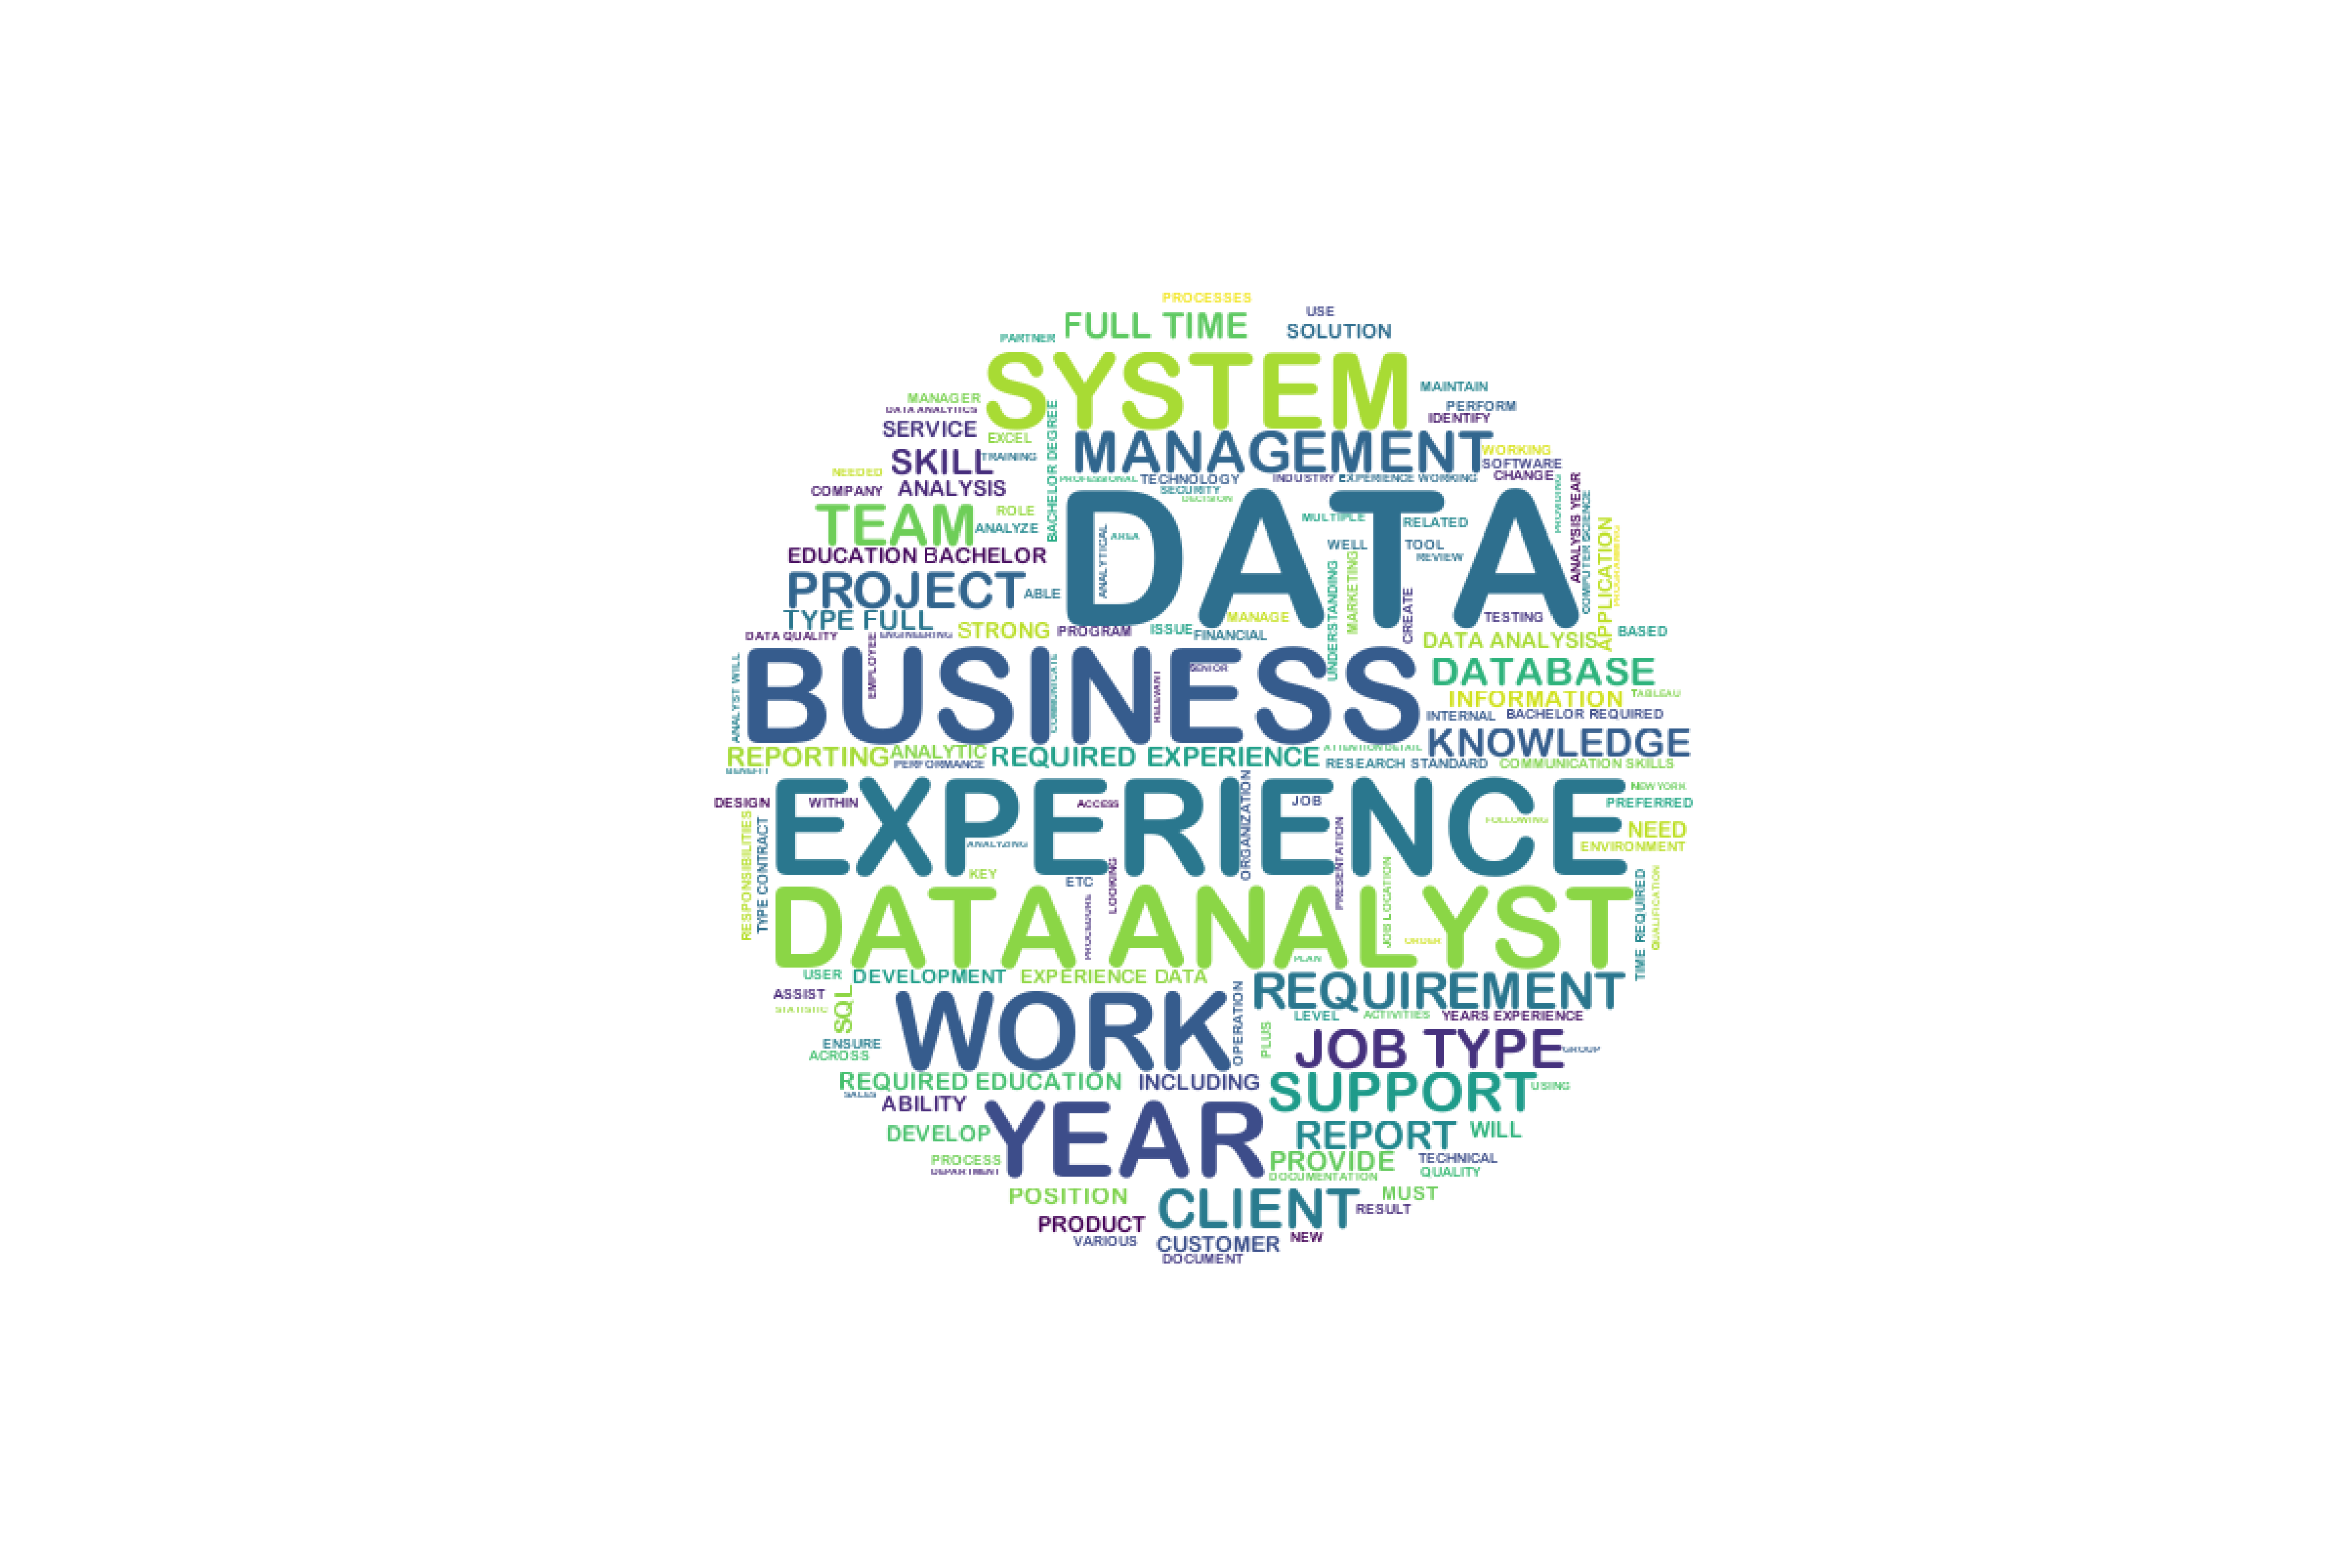 PROCESSES
USE
FULL TIME
SOLUTION
PARTNER
SYSTEM
MAINTAIN
MANAGER
PERFORM
DATA ANALYTICS
IDENTIFY
SERVICE
EXCEL
BACHELOR DEGREE
MANAGEMENT
WORKING
SKILL
TRAINING
SOFTWARE
NEEDED
PROFESSIONAL
TECHNOLOGY
INDUSTRY
EXPERIENCE WORKING
CHANGE
COMPANY
ANALYSIS
SECURITY
DECISION
PROVIDING
ANALYSIS YEAR
COMPUTER SCIENCE
TEAM
ROLE
ANALYZE
DATA
MULTIPLE
RELATED
APPLICATION
PROGRAMMING
ANALYTICAL
AREA
WELL
TOOL
REVIEW
EDUCATION BACHELOR
PROJECT
ABLE
UNDERSTANDING
MARKETING
CREATE
TYPE FULL
MANAGE
TESTING
DATA QUALITY
EMPLOYEE
ENGINEERING
STRONG
PROGRAM
ISSUE
FINANCIAL
DATA ANALYSIS
BASED
ANALYST WILL
BUSINESS
COMMUNICATE
RELEVANT
SENIOR
DATABASE
INFORMATION
TABLEAU
INTERNAL
BACHELOR REQUIRED
REPORTING
ANALYTIC
PERFORMANCE
REQUIRED EXPERIENCE
ATTENTION DETAIL
KNOWLEDGE
BENEFIT
RESEARCH
STANDARD
COMMUNICATION SKILLS
EXPERIENCE
NEW YORK
DESIGN
WITHIN
ACCESS
ORGANIZATION
JOB
PREFERRED
RESPONSIBILITIES
TYPE CONTRACT
ANALYZING
PRESENTATION
FOLLOWING
NEED
ENVIRONMENT
KEY
ETC
LOOKING
JOB LOCATION
TIME REQUIRED
QUALIFICATION
DATA ANALYST
PROCEDURE
ORDER
PLAN
USER
DEVELOPMENT
EXPERIENCE DATA
REQUIREMENT
ASSIST
STATISTIC
SQL
WORK
OPERATION
LEVEL
ACTIVITIES
YEARS EXPERIENCE
PLUS
ENSURE
ACROSS
JOB TYPE
GROUP
REQUIRED EDUCATION
INCLUDING
SUPPORT
USING
SALES
ABILITY
YEAR
DEVELOP
REPORT
WILL
PROCESS
DEPARTMENT
PROVIDE
TECHNICAL
DOCUMENTATION
QUALITY
POSITION
CLIENT
MUST
RESULT
PRODUCT
VARIOUS
CUSTOMER
NEW
DOCUMENT